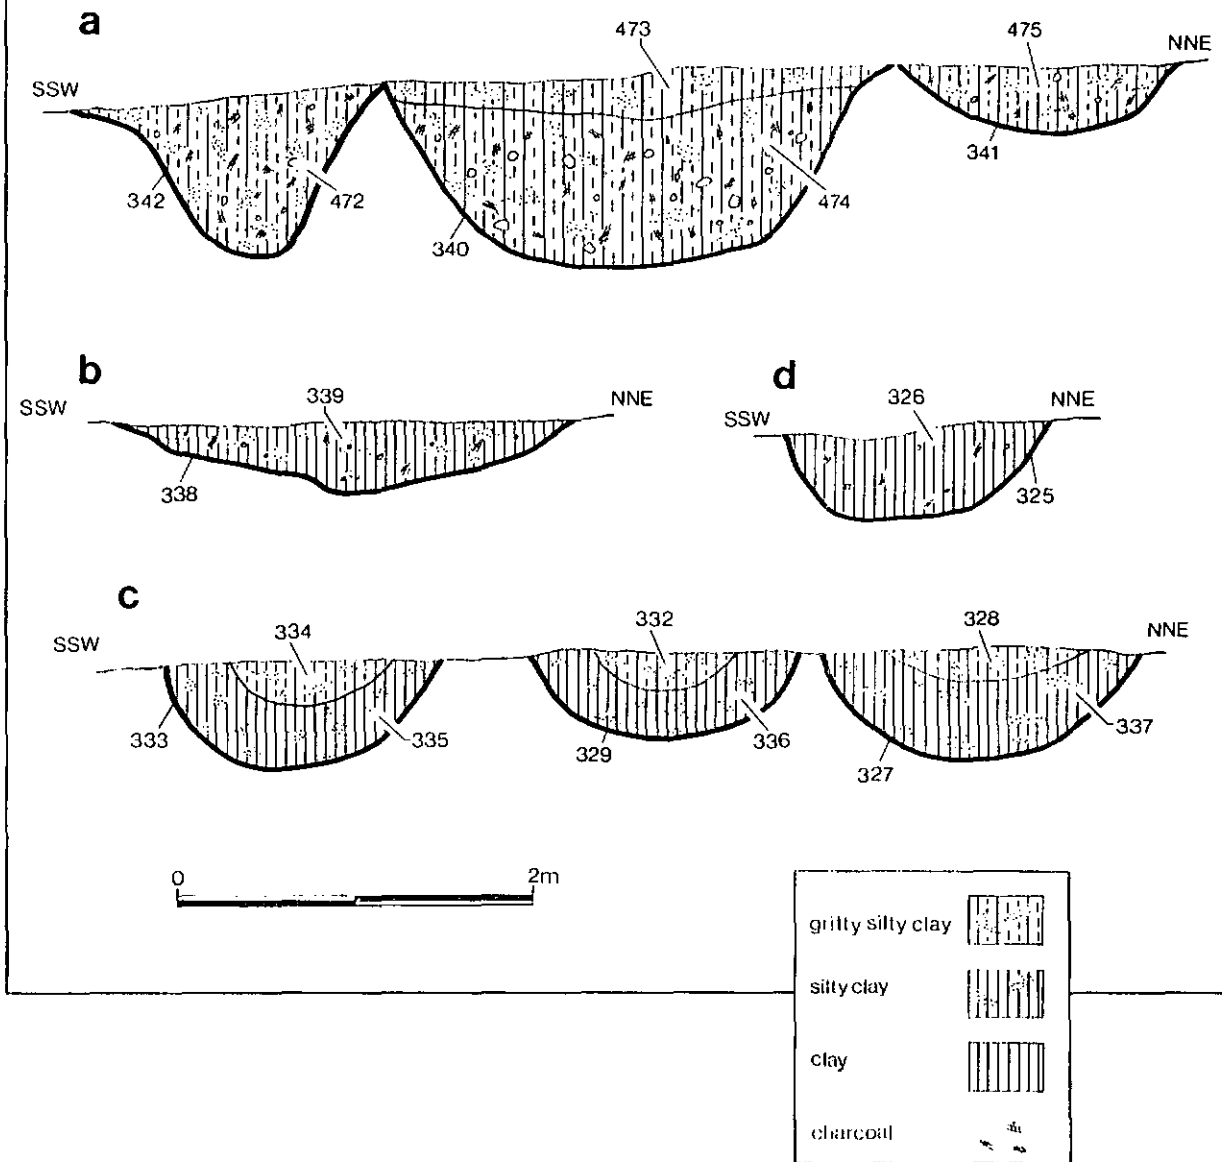 a
473
475
NNE
SSW
342
472
340
474
341
b
SSW
339
NNE
338
d
SSW
326
NNE
325
c
SSW
334
332
328
NNE
333
335
329
336
327
337
0 2m
gritty silty clay
silty clay
clay
charcoal